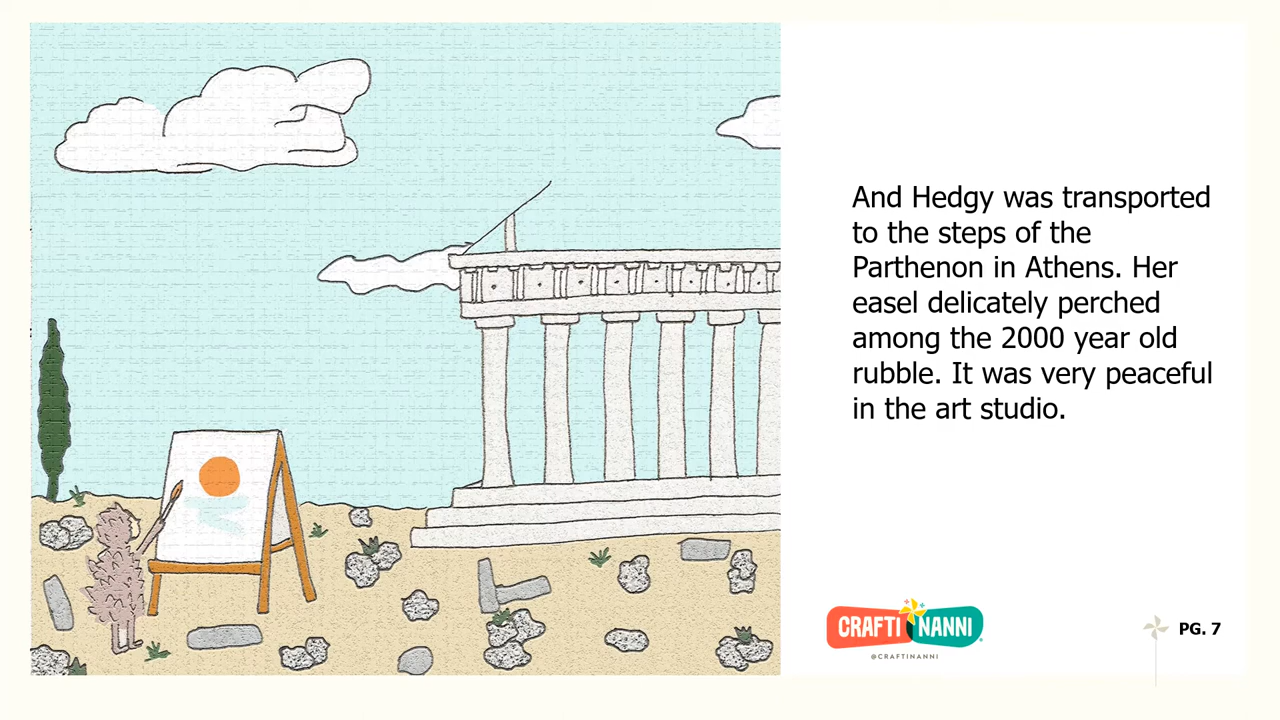 And Hedgy was transported
to the steps of the
Parthenon in Athens. Her
easel delicately perched
among the 2000 year old
rubble. It was very peaceful
in the art studio.
CRAFTI NANNI
@CRAFTINANNI
PG. 7